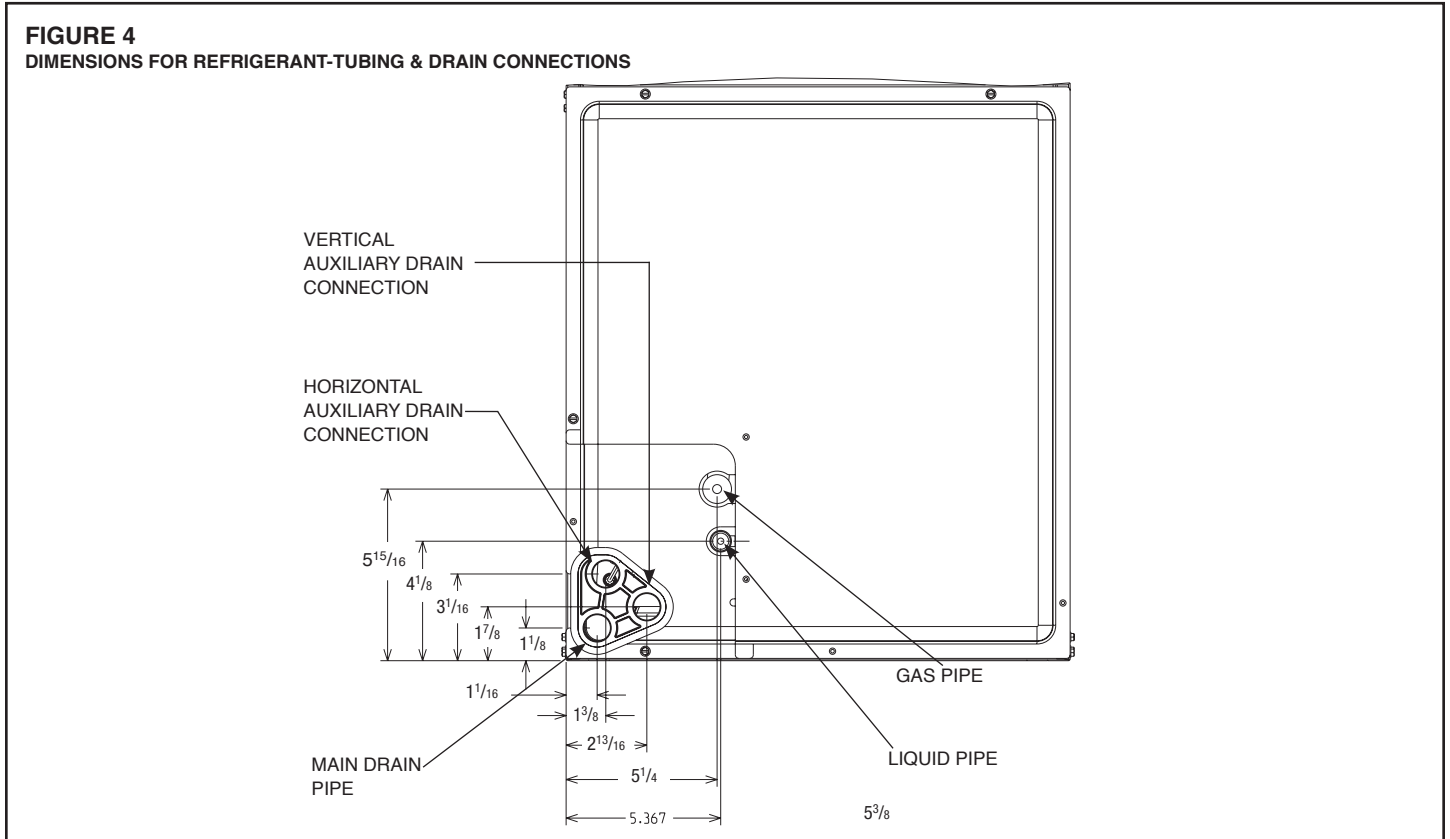 FIGURE 4
DIMENSIONS FOR REFRIGERANT-TUBING & DRAIN CONNECTIONS
VERTICAL
AUXILIARY DRAIN
CONNECTION
HORIZONTAL
AUXILIARY DRAIN
CONNECTION
5 15/16
4 1/8
3 1/16
1 7/8
1 1/8
1 1/16
1 3/8
2 13/16
5 1/4
5.367
5 3/8
GAS PIPE
LIQUID PIPE
MAIN DRAIN
PIPE